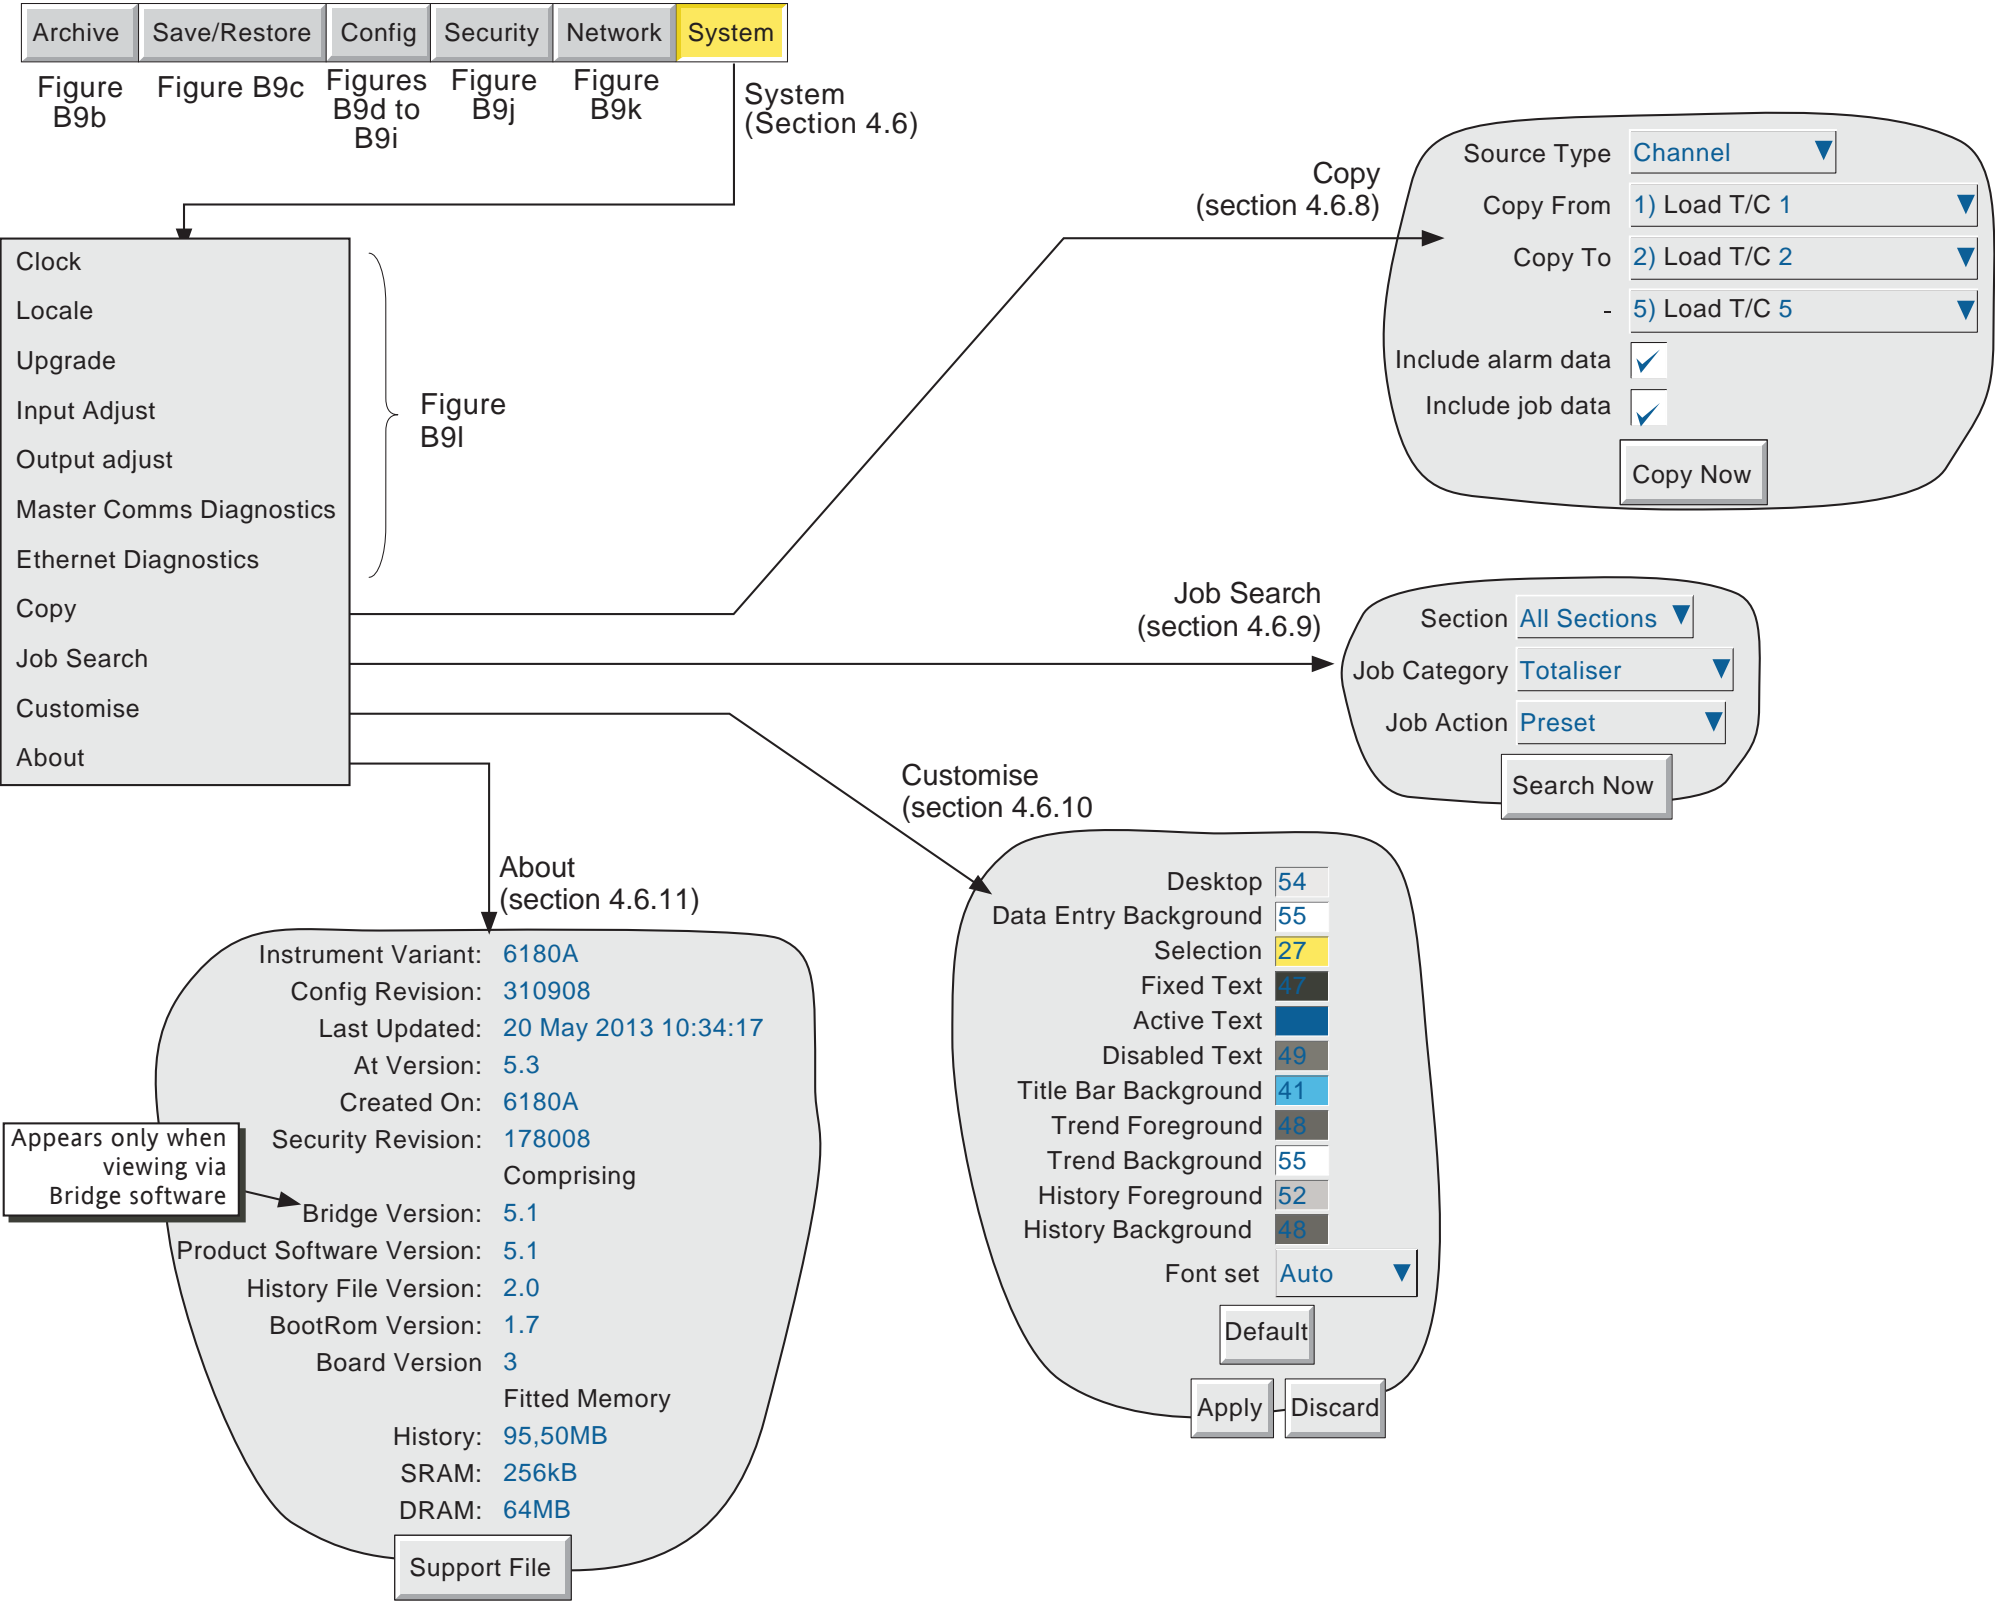 Archive Save/Restore Config Security Network System
Figure
B9b
Figure B9c
Figures
B9d to
B9i
Figure
B9j
Figure
B9k
System
(Section 4.6)
Clock
Locale
Upgrade
Input Adjust
Output adjust
Master Comms Diagnostics
Ethernet Diagnostics
Copy
Job Search
Customise
About
Figure
B9l
Copy
(section 4.6.8)
Source Type Channel
Copy From 1) Load T/C 1
Copy To 2) Load T/C 2
- 5) Load T/C 5
Include alarm data
Include job data
Copy Now
Job Search
(section 4.6.9)
Section All Sections
Job Category Totaliser
Job Action Preset
Search Now
Customise
(section 4.6.10
Desktop 54
Data Entry Background 55
Selection 27
Fixed Text 47
Active Text
Disabled Text 49
Title Bar Background 41
Trend Foreground 48
Trend Background 55
History Foreground 52
History Background 48
Font set Auto
Default
Apply Discard
About
(section 4.6.11)
Instrument Variant: 6180A
Config Revision: 310908
Last Updated: 20 May 2013 10:34:17
At Version: 5.3
Created On: 6180A
Security Revision: 178008
Comprising
Bridge Version: 5.1
Product Software Version: 5.1
History File Version: 2.0
BootRom Version: 1.7
Board Version 3
Fitted Memory
History: 95,50MB
SRAM: 256kB
DRAM: 64MB
Support File
Appears only when
viewing via
Bridge software